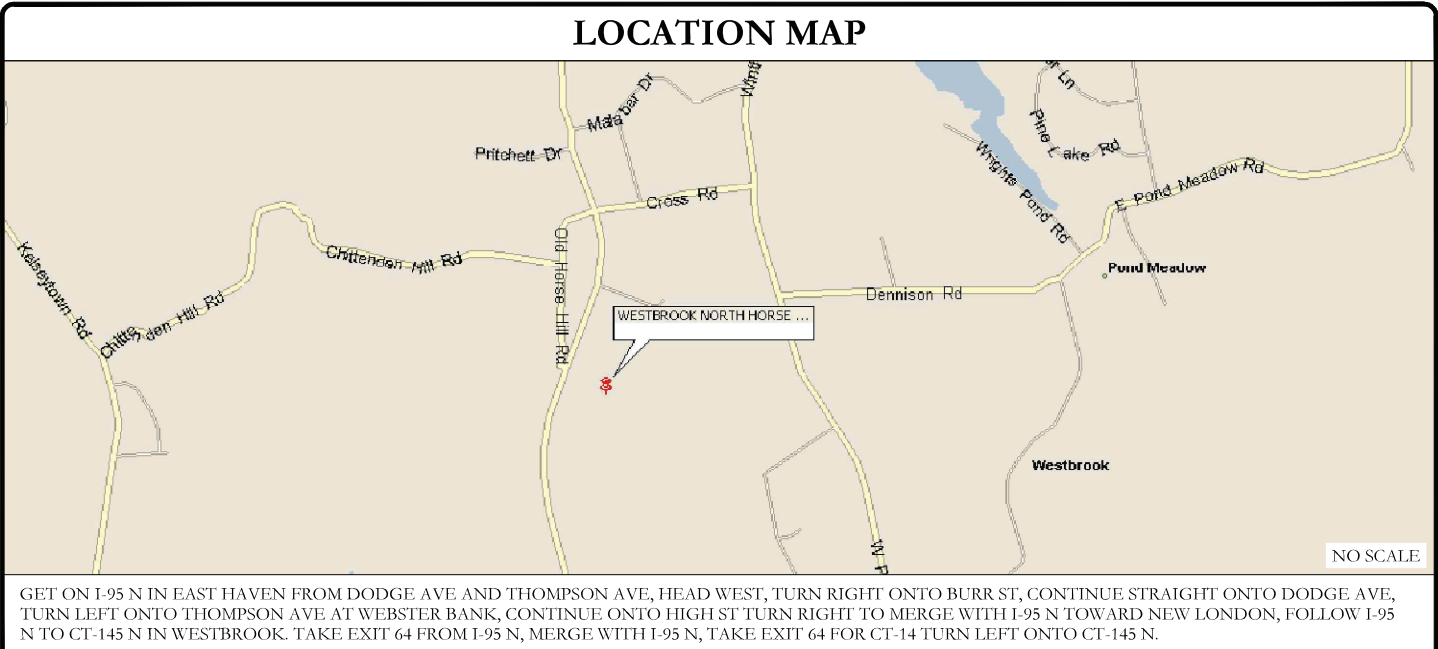 LOCATION MAP
Malabar Dr
Pritchett Dr
Cross Rd
Pine Lake Rd
Wrights Pond Rd
E Pond Meadow Rd
Kelseytown Rd
Chittenden Hill Rd
Old Horse Hill Rd
Chittenden Hill Rd
Pond Meadow
Dennison Rd
WESTBROOK NORTH HORSE ...
Westbrook
W P
NO SCALE
GET ON I-95 N IN EAST HAVEN FROM DODGE AVE AND THOMPSON AVE, HEAD WEST, TURN RIGHT ONTO BURR ST, CONTINUE STRAIGHT ONTO DODGE AVE,
TURN LEFT ONTO THOMPSON AVE AT WEBSTER BANK, CONTINUE ONTO HIGH ST TURN RIGHT TO MERGE WITH I-95 N TOWARD NEW LONDON, FOLLOW I-95
N TO CT-145 N IN WESTBROOK. TAKE EXIT 64 FROM I-95 N, MERGE WITH I-95 N, TAKE EXIT 64 FOR CT-14 TURN LEFT ONTO CT-145 N.